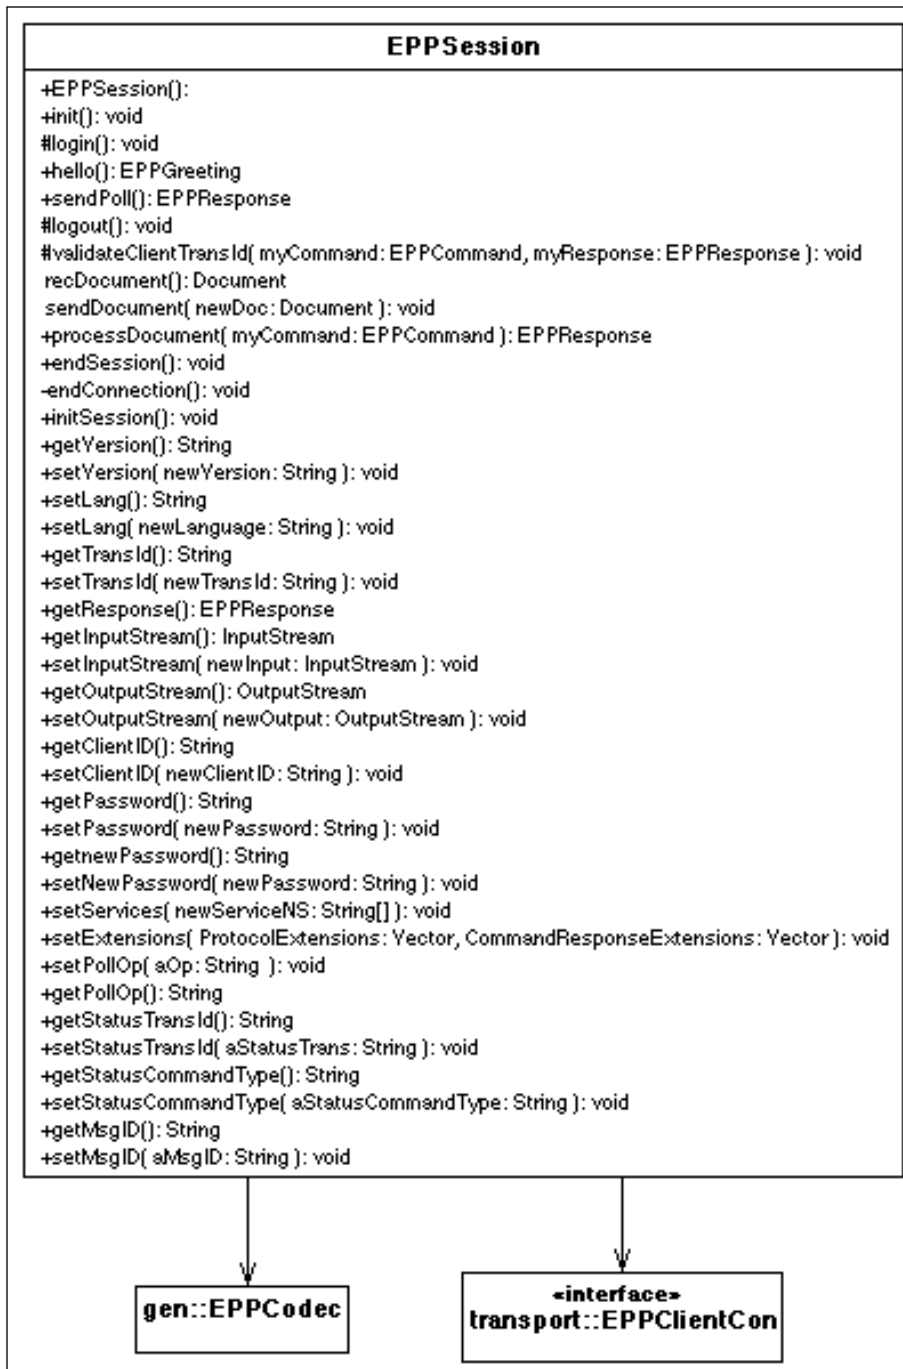 EPPSession
+EPPSession():
+init(): void
#login(): void
+hello(): EPPGreeting
+sendPoll(): EPPResponse
#logout(): void
#validateClientTransId( myCommand: EPPCommand, myResponse: EPPResponse ): void
recDocument(): Document
sendDocument( newDoc: Document ): void
+processDocument( myCommand: EPPCommand ): EPPResponse
+endSession(): void
-endConnection(): void
+initSession(): void
+getVersion(): String
+setVersion( newVersion: String ): void
+setLang(): String
+setLang( newLanguage: String ): void
+getTransId(): String
+setTransId( newTransId: String ): void
+getResponse(): EPPResponse
+getInputStream(): InputStream
+setInputStream( newInput: InputStream ): void
+getOutputStream(): OutputStream
+setOutputStream( newOutput: OutputStream ): void
+getClientID(): String
+setClientID( newClientID: String ): void
+getPassword(): String
+setPassword( newPassword: String ): void
+getnewPassword(): String
+setNewPassword( newPassword: String ): void
+setServices( newServiceNS: String[] ): void
+setExtensions( ProtocolExtensions: Vector, CommandResponseExtensions: Vector ): void
+setPollOp( aOp: String ): void
+getPollOp(): String
+getStatusTransId(): String
+setStatusTransId( aStatusTrans: String ): void
+getStatusCommandType(): String
+setStatusCommandType( aStatusCommandType: String ): void
+getMsgID(): String
+setMsgID( aMsgID: String ): void
gen::EPPCodec
«interface»
transport::EPPClientCon